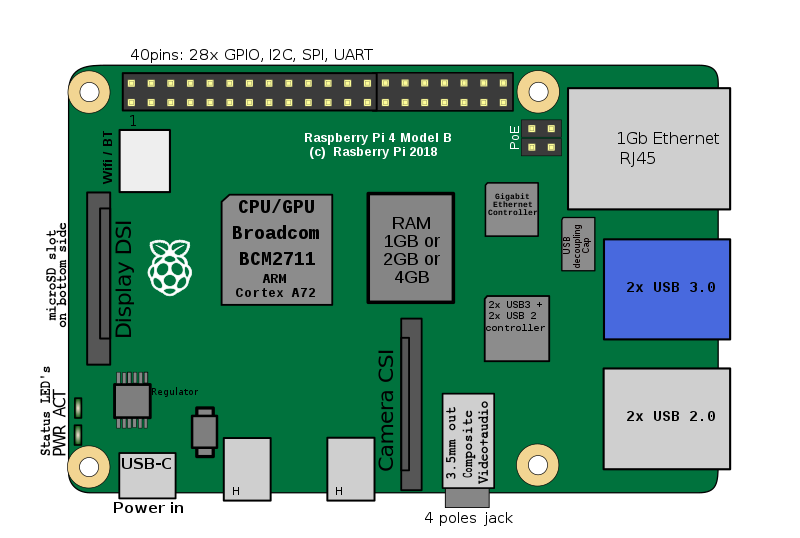 40pins: 28x GPIO, I2C, SPI, UART
1
Wifi / BT
Raspberry Pi 4 Model B
(c) Rasberry Pi 2018
PoE
1Gb Ethernet
RJ45
Gigabit
Ethernet
Controller
USB
decoupling
Cap
CPU/GPU
Broadcom
BCM2711
ARM
Cortex A72
RAM
1GB or
2GB or
4GB
Display DSI
microSD slot
on bottom side
2x USB 3.0
2x USB3 +
2x USB 2
controller
Camera CSI
Regulator
Status LED's
PWR ACT
2x USB 2.0
3.5mm out
Composite
Video+audio
USB-C
H
H
Power in
4 poles jack